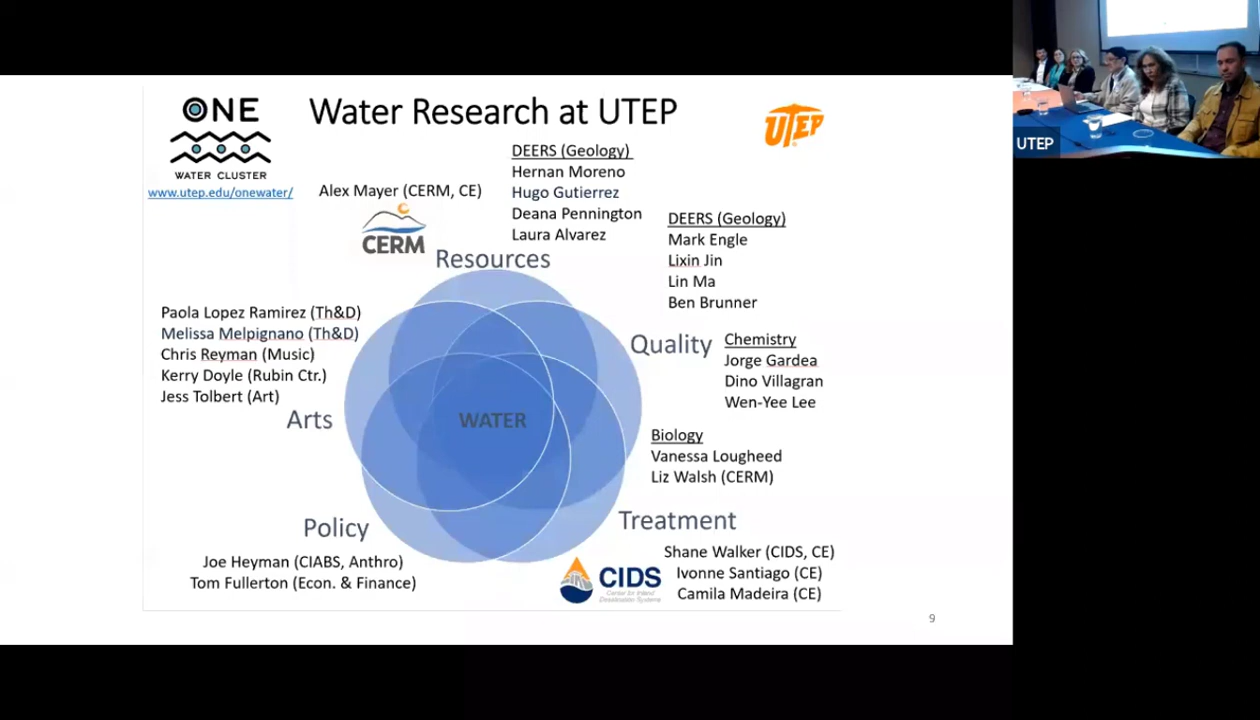 ONE
WATER CLUSTER
www.utep.edu/onewater/
Water Research at UTEP
UTEP
UTEP
Alex Mayer (CERM, CE)
CERM
DEERS (Geology)
Hernan Moreno
Hugo Gutierrez
Deana Pennington
Laura Alvarez
Resources
DEERS (Geology)
Mark Engle
Lixin Jin
Lin Ma
Ben Brunner
Quality
Chemistry
Jorge Gardea
Dino Villagran
Wen-Yee Lee
Biology
Vanessa Lougheed
Liz Walsh (CERM)
Paola Lopez Ramirez (Th&D)
Melissa Melpignano (Th&D)
Chris Reyman (Music)
Kerry Doyle (Rubin Ctr.)
Jess Tolbert (Art)
Arts
WATER
Policy
Joe Heyman (CIABS, Anthro)
Tom Fullerton (Econ. & Finance)
Treatment
Shane Walker (CIDS, CE)
Ivonne Santiago (CE)
Camila Madeira (CE)
CIDS
Center for Inland
Desalination Systems
9